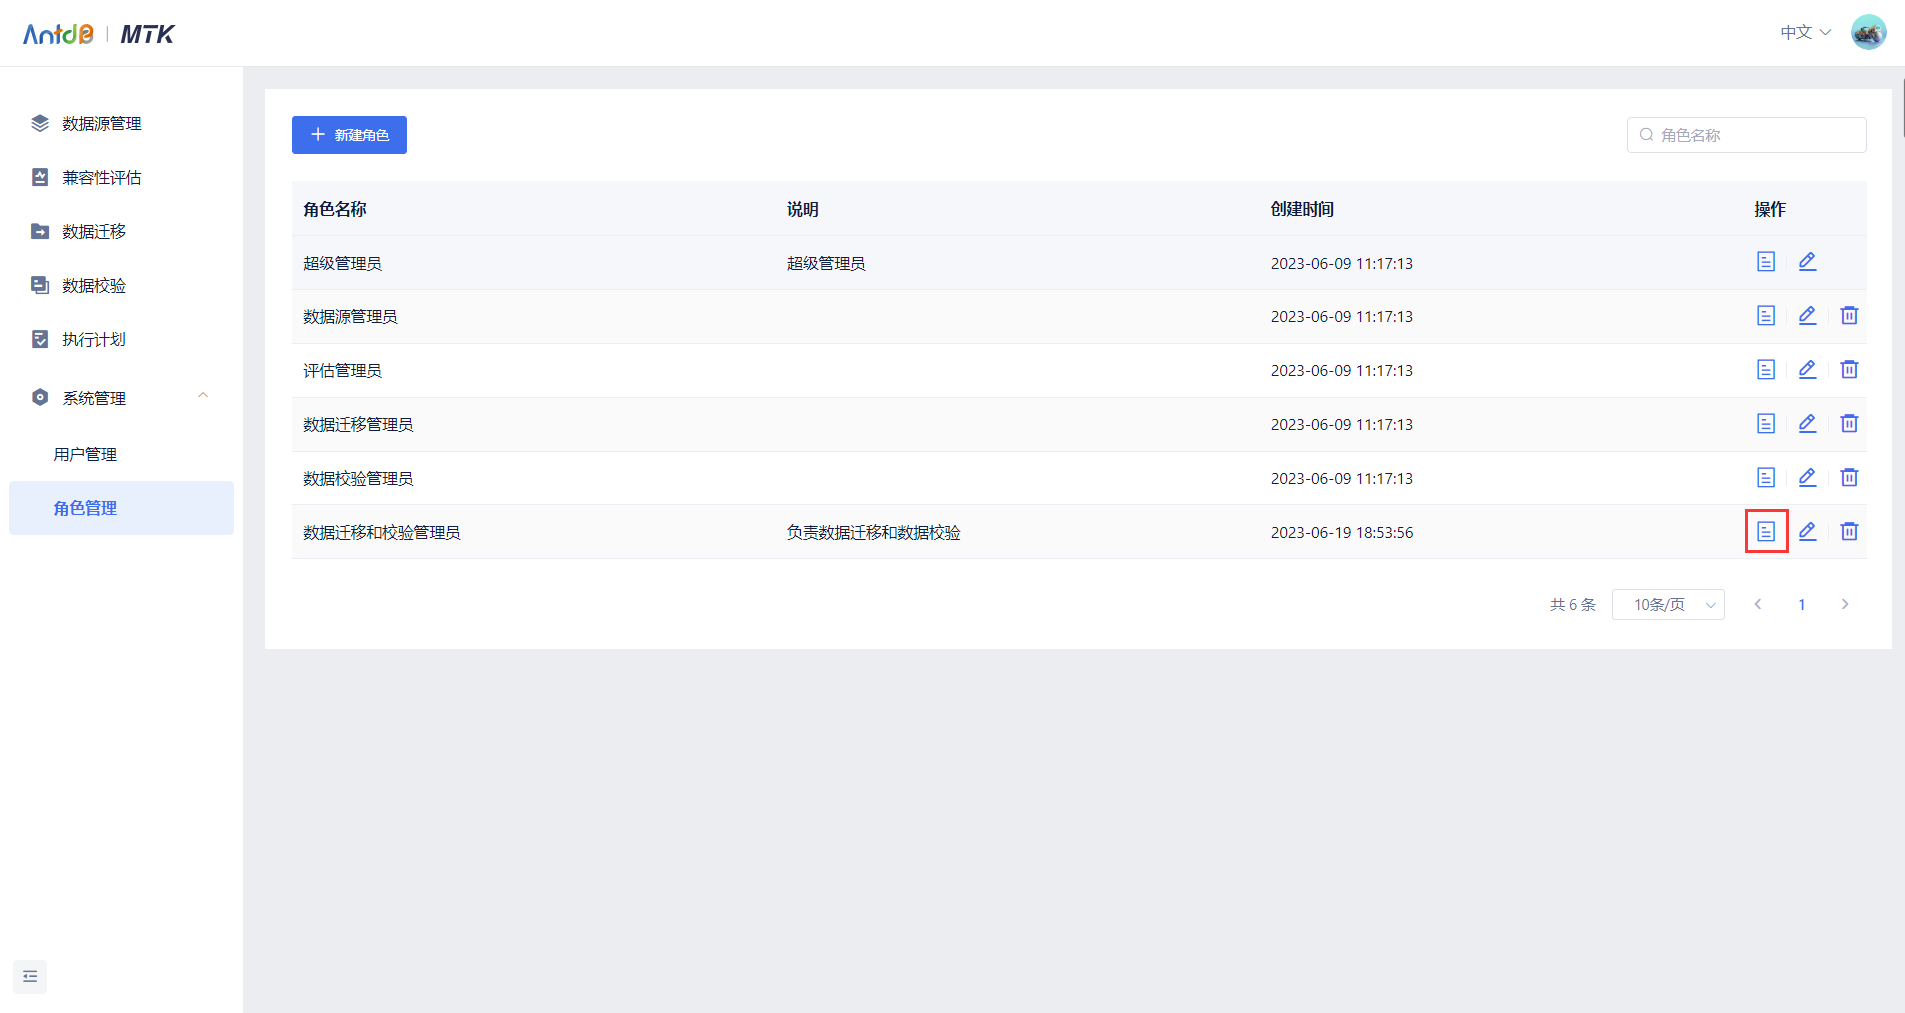 AntdB | MTK
中文
数据源管理
兼容性评估
数据迁移
数据校验
执行计划
系统管理
用户管理
角色管理
新建角色
角色名称
角色名称 说明 创建时间 操作
超级管理员 超级管理员 2023-06-09 11:17:13
数据源管理员 2023-06-09 11:17:13
评估管理员 2023-06-09 11:17:13
数据迁移管理员 2023-06-09 11:17:13
数据校验管理员 2023-06-09 11:17:13
数据迁移和校验管理员 负责数据迁移和数据校验 2023-06-19 18:53:56
共 6 条 10条/页 1